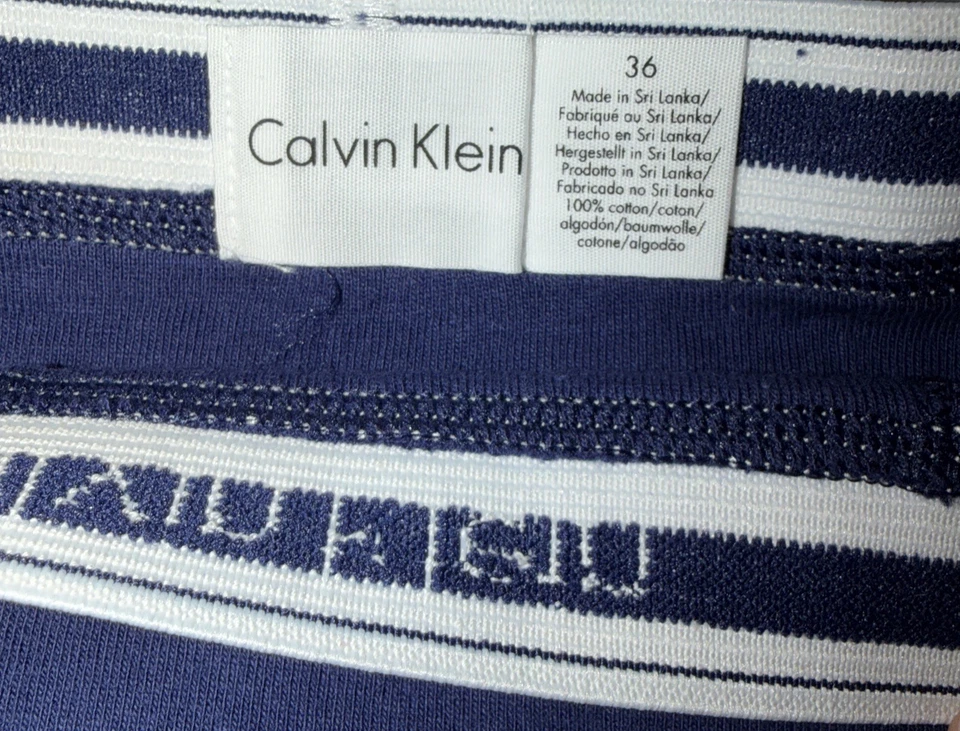 Calvin Klein
36
Made in Sri Lanka/
Fabriqué au Sri Lanka/
Hecho en Sri Lanka/
Hergestellt in Sri Lanka/
Prodotto in Sri Lanka/
Fabricado no Sri Lanka
100% cotton/coton/
algodón/baumwolle/
cotone/algodão